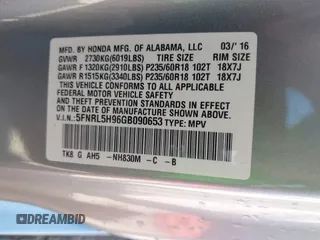 MFD. BY HONDA MFG. OF ALABAMA, LLC 03/'16
GVWR 2730KG(6019LBS) TIRE SIZE RIM SIZE
GAWR F 1320KG(2910LBS) P235/60R18 102T 18X7J
GAWR R 1515KG(3340LBS) P235/60R18 102T 18X7J
THIS VEHICLE CONFORMS TO ALL APPLICABLE
FEDERAL MOTOR VEHICLE SAFETY AND THEFT
PREVENTION STANDARDS IN EFFECT ON THE DATE
OF MANUFACTURE SHOWN ABOVE.
V.I.N.: 5FNRL5H96GB090653 TYPE: MPV
TK8 G AH5 -NH830M -C -B
DREAMBID